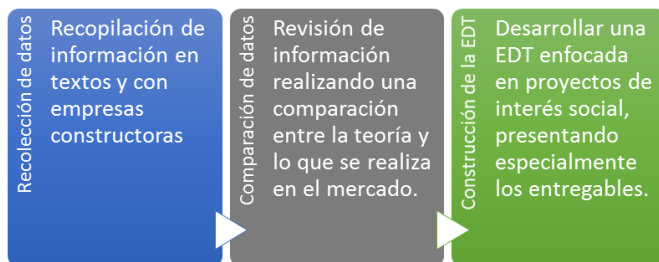 Recolección de datos
Recopilación de
información en
textos y con
empresas
constructoras
Comparación de datos
Revisión de
información
realizando una
comparación
entre la teoría y
lo que se realiza
en el mercado.
Construcción de la EDT
Desarrollar una
EDT enfocada
en proyectos de
interés social,
presentando
especialmente
los entregables.